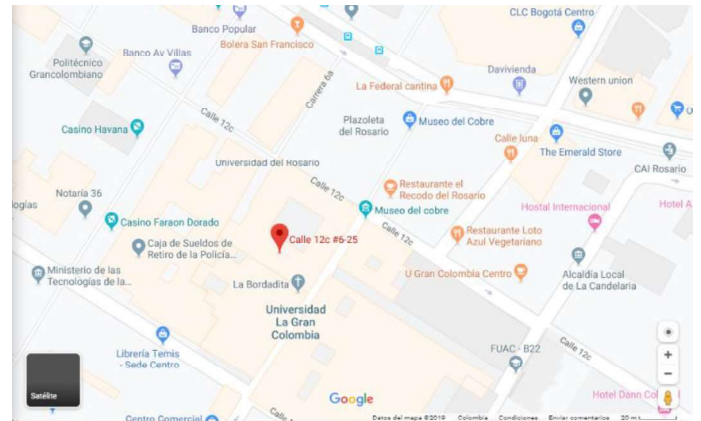 CLC Bogotá Centro
Banco Popular
Bolera San Francisco
Politécnico
Grancolombiano
Banco Av Villas
Carrera 6a
La Federal cantina
Davivienda
Western union
Calle 12c
Casino Havana
Plazoleta
del Rosario
Museo del Cobre
Calle luna
The Emerald Store
CAI Rosario
Universidad del Rosario
Calle 12c
Notaría 36
logías
Restaurante el
Recodo del Rosario
Museo del cobre
Hostal Internacional
Hotel A
Casino Faraon Dorado
Calle 12c
Restaurante Loto
Azul Vegetariano
Calle 12c #6-25
Caja de Sueldos de
Retiro de la Policía...
Ministerio de las
Tecnologías de la...
La Bordadita
U Gran Colombia Centro
Alcaldía Local
de La Candelaria
Universidad
La Gran
Colombia
Calle 12c
FUAC - B22
Librería Temis
- Sede Centro
Satélite
Google
Hotel Dann Co
Centro Comercial
Calle
Datos del mapa ©2019 Colombia Condiciones Enviar comentarios 20 m